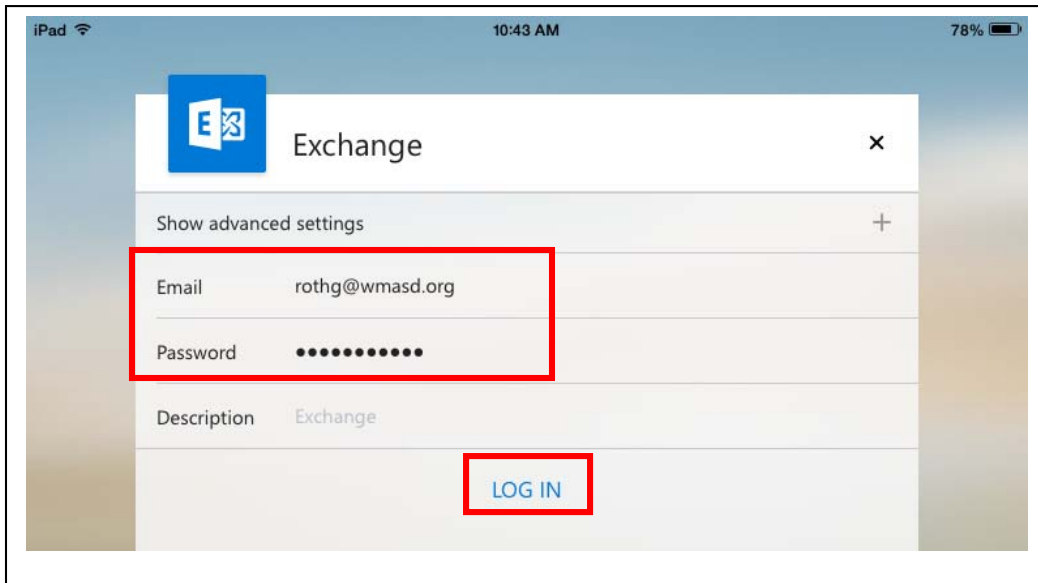 iPad 10:43 AM 78%
E
Exchange
Show advanced settings
Email rothg@wmasd.org
Password •••••••••••
Description Exchange
LOG IN